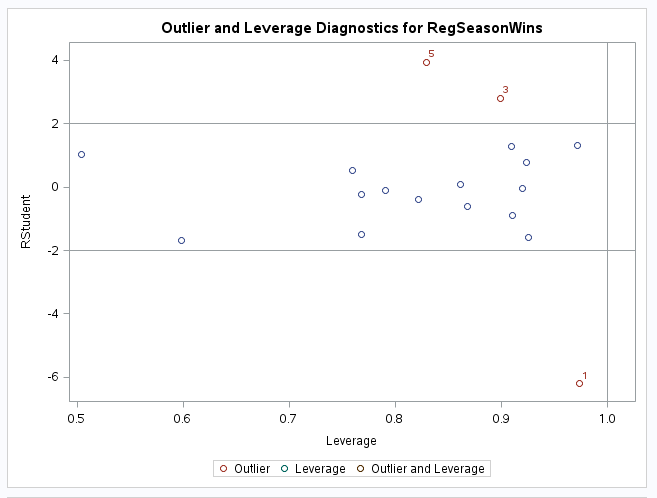 Outlier and Leverage Diagnostics for RegSeasonWins
4
5
3
2
0
RStudent
-2
-4
-6
1
0.5 0.6 0.7 0.8 0.9 1.0
Leverage
Outlier Leverage Outlier and Leverage